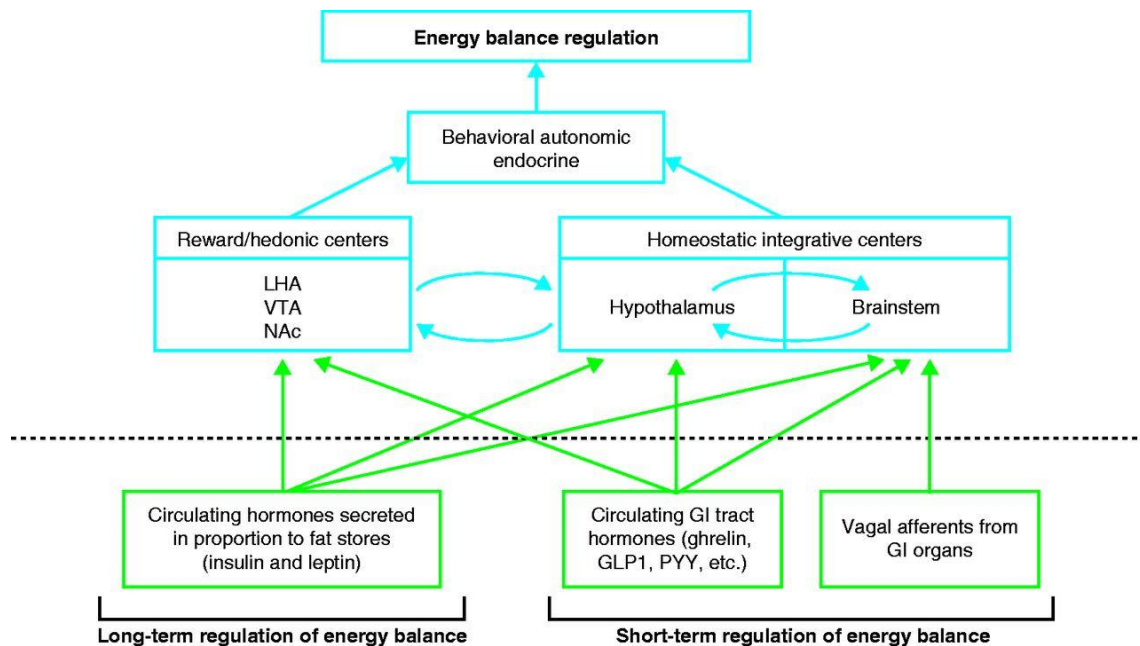 Energy balance regulation
Behavioral autonomic
endocrine
Reward/hedonic centers
LHA
VTA
NAc
Homeostatic integrative centers
Hypothalamus
Brainstem
Circulating hormones secreted
in proportion to fat stores
(insulin and leptin)
Circulating GI tract
hormones (ghrelin,
GLP1, PYY, etc.)
Vagal afferents from
GI organs
Long-term regulation of energy balance
Short-term regulation of energy balance